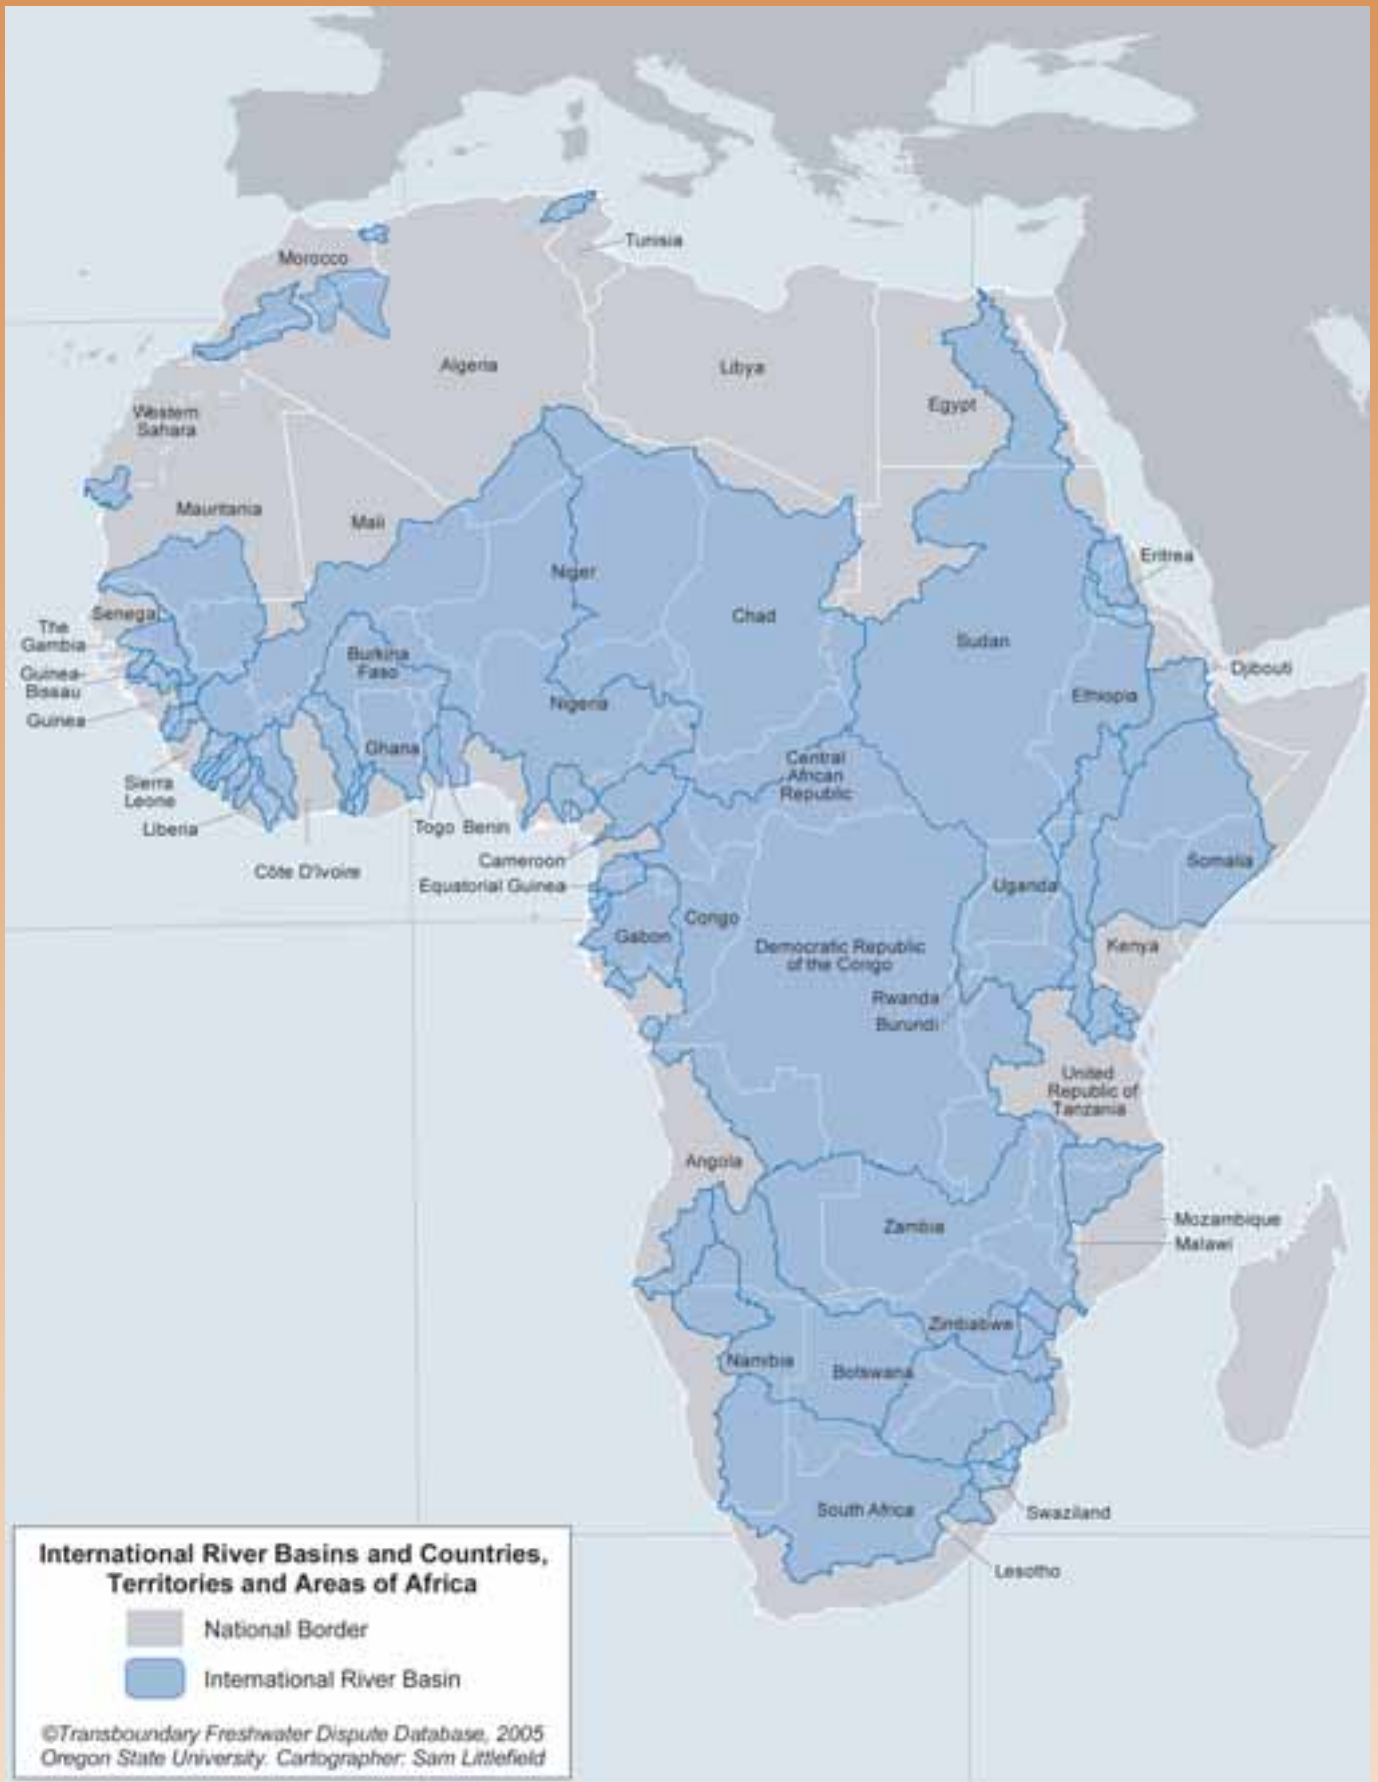 Tunisia
Morocco
Algeria
Libya
Egypt
Western
Sahara
Mauritania
Mali
Niger
Chad
Sudan
Eritrea
Senegal
The
Gambia
Guinea-
Bissau
Guinea
Burkina
Faso
Nigeria
Ethiopia
Djibouti
Ghana
Central
African
Republic
Sierra
Leone
Liberia
Togo
Benin
Côte D'Ivoire
Cameroon
Equatorial Guinea
Uganda
Somalia
Gabon
Congo
Democratic Republic
of the Congo
Kenya
Rwanda
Burundi
United
Republic of
Tanzania
Angola
Zambia
Mozambique
Malawi
Zimbabwe
Namibia
Botswana
South Africa
Swaziland
Lesotho
International River Basins and Countries,
Territories and Areas of Africa
National Border
International River Basin
©Transboundary Freshwater Dispute Database, 2005
Oregon State University. Cartographer: Sam Littlefield